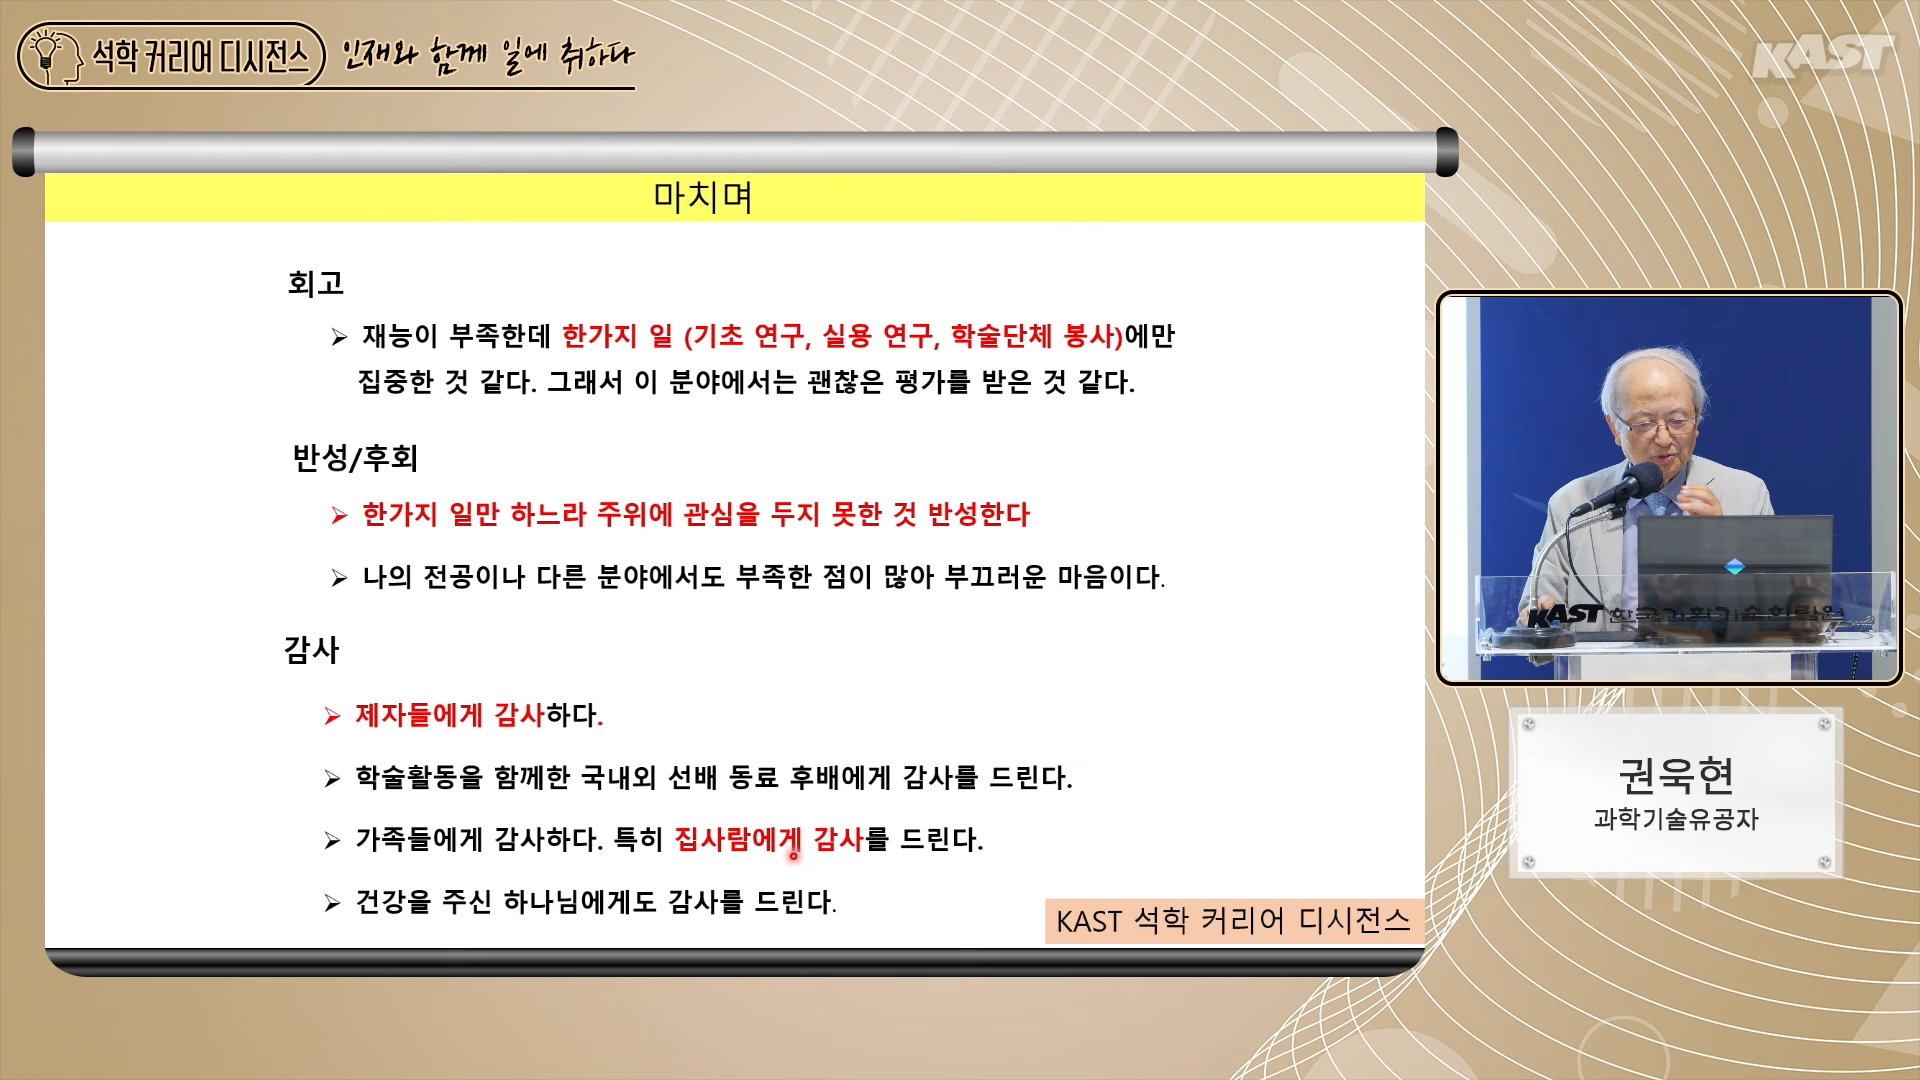 석학 커리어 디시전스
인재와 함께 일에 취하다
KAST
마치며
회고
➢ 재능이 부족한데 한가지 일 (기초 연구, 실용 연구, 학술단체 봉사)에만
집중한 것 같다. 그래서 이 분야에서는 괜찮은 평가를 받은 것 같다.
반성/후회
➢ 한가지 일만 하느라 주위에 관심을 두지 못한 것 반성한다
➢ 나의 전공이나 다른 분야에서도 부족한 점이 많아 부끄러운 마음이다.
감사
➢ 제자들에게 감사하다.
➢ 학술활동을 함께한 국내외 선배 동료 후배에게 감사를 드린다.
➢ 가족들에게 감사하다. 특히 집사람에게 감사를 드린다.
➢ 건강을 주신 하나님에게도 감사를 드린다.
KAST 석학 커리어 디시전스
KAST 한국과학기술한림원
권욱현
과학기술유공자